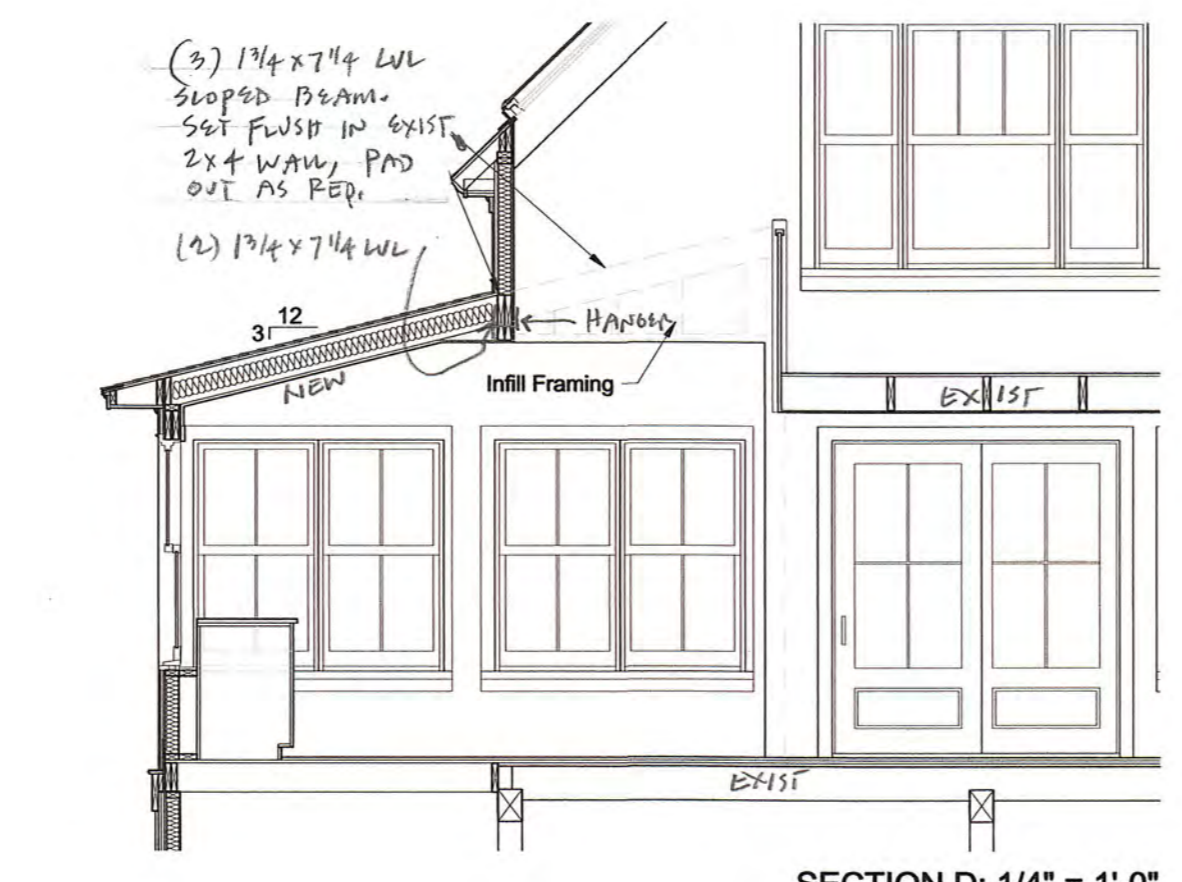 (3) 1 3/4 x 7 1/4 LVL
SLOPED BEAM.
SET FLUSH IN EXIST.
2x4 WALL, PAD
OUT AS REQ.
(2) 1 3/4 x 7 1/4 LVL
12
3
HANGER
NEW
Infill Framing
EXIST
EXIST
SECTION D: 1/4" = 1'-0"